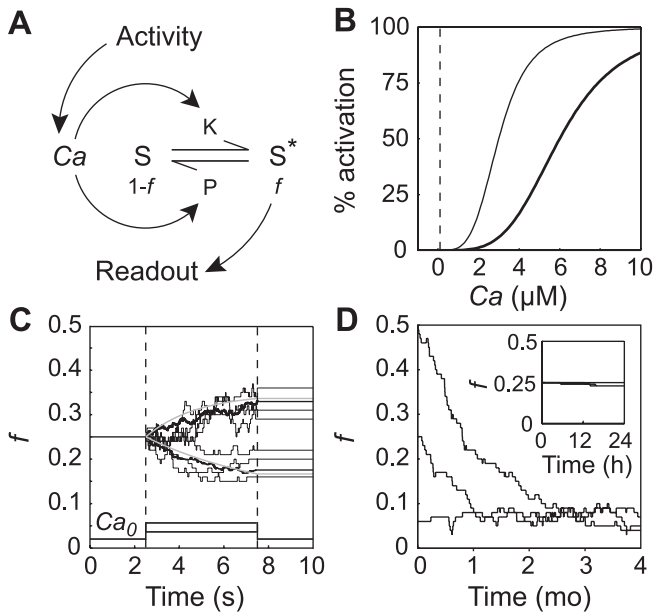 A
Activity
K
Ca S S*
1-f P f
Readout
B
% activation
100
75
50
25
0
0 2 4 6 8 10
Ca (µM)
C
f
0.5
0.4
0.3
0.2
0.1
0
Ca0
0 2 4 6 8 10
Time (s)
D
f
0.5
0.4
0.3
0.2
0.1
0
0 1 2 3 4
Time (mo)
f
0.5
0.25
0
0 12 24
Time (h)